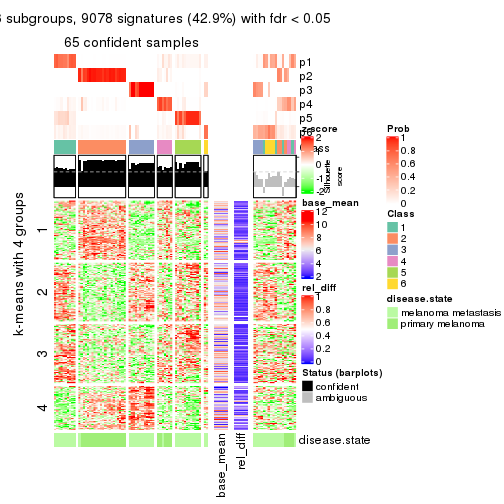 subgroups, 9078 signatures (42.9%) with fdr < 0.05
65 confident samples
p1
p2
p3
p4
p5
p6
Class
Silhouette
score
k-means with 4 groups
1
2
3
4
base_mean
rel_diff
disease.state
z-score
2
1
0
-1
-2
base_mean
12
10
8
6
4
2
rel_diff
1
0.8
0.6
0.4
0.2
0
Status (barplots)
confident
ambiguous
Prob
1
0.8
0.6
0.4
0.2
0
Class
1
2
3
4
5
6
disease.state
melanoma metastasis
primary melanoma